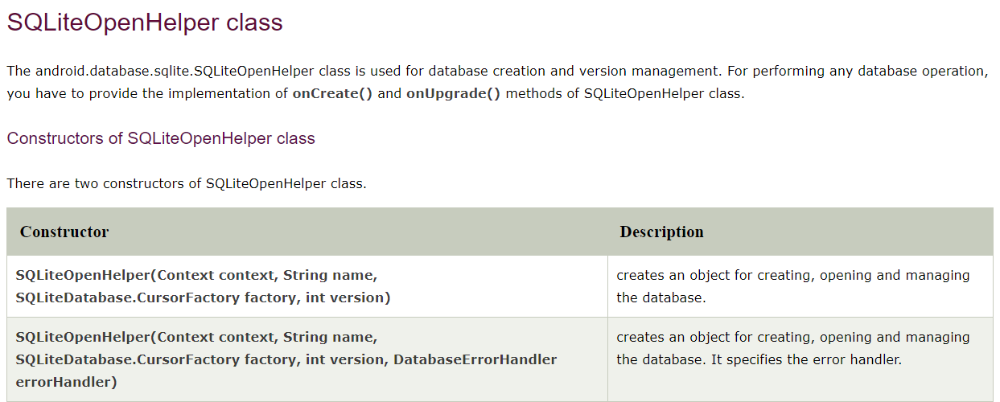 SQLiteOpenHelper class
The android.database.sqlite.SQLiteOpenHelper class is used for database creation and version management. For performing any database operation,
you have to provide the implementation of onCreate() and onUpgrade() methods of SQLiteOpenHelper class.
Constructors of SQLiteOpenHelper class
There are two constructors of SQLiteOpenHelper class.
Constructor Description
SQLiteOpenHelper(Context context, String name, creates an object for creating, opening and managing
SQLiteDatabase.CursorFactory factory, int version) the database.
SQLiteOpenHelper(Context context, String name, creates an object for creating, opening and managing
SQLiteDatabase.CursorFactory factory, int version, DatabaseErrorHandler the database. It specifies the error handler.
errorHandler)